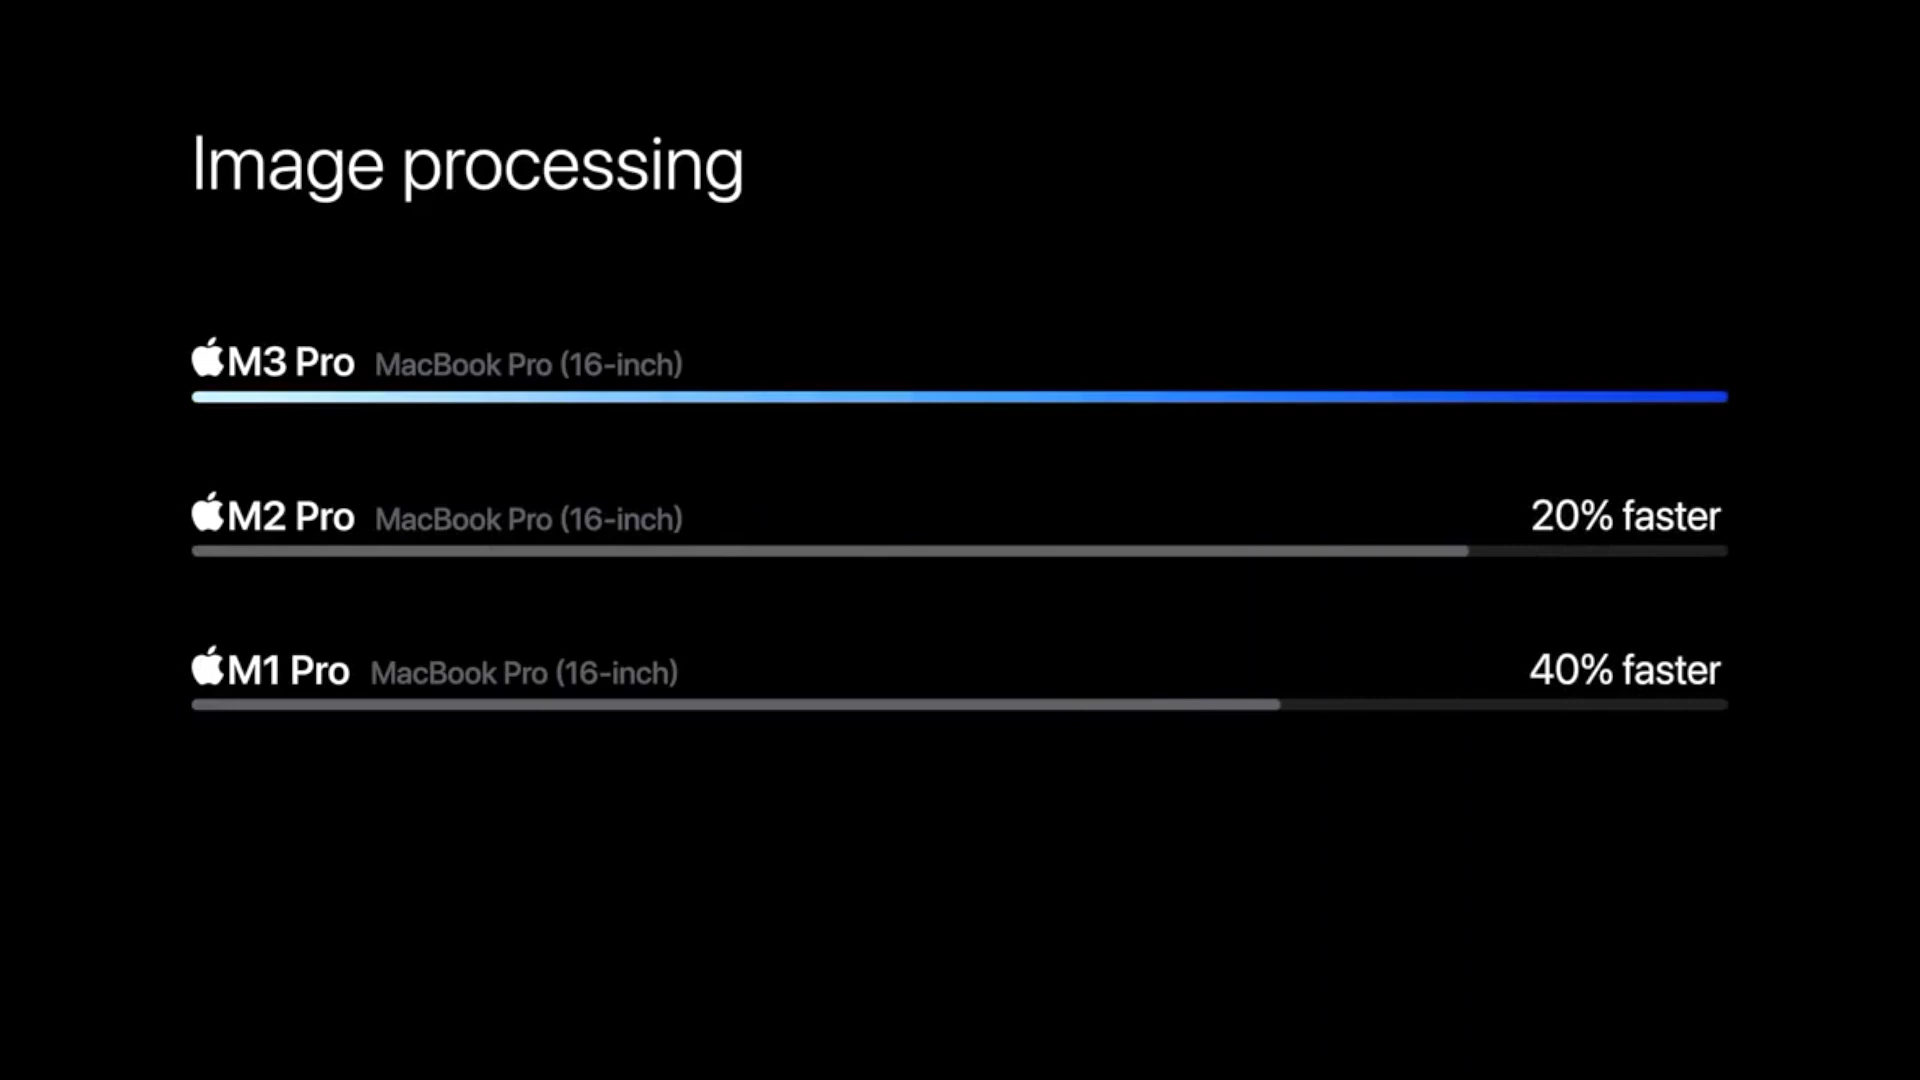 Image processing
M3 Pro MacBook Pro (16-inch)
M2 Pro MacBook Pro (16-inch) 20% faster
M1 Pro MacBook Pro (16-inch) 40% faster